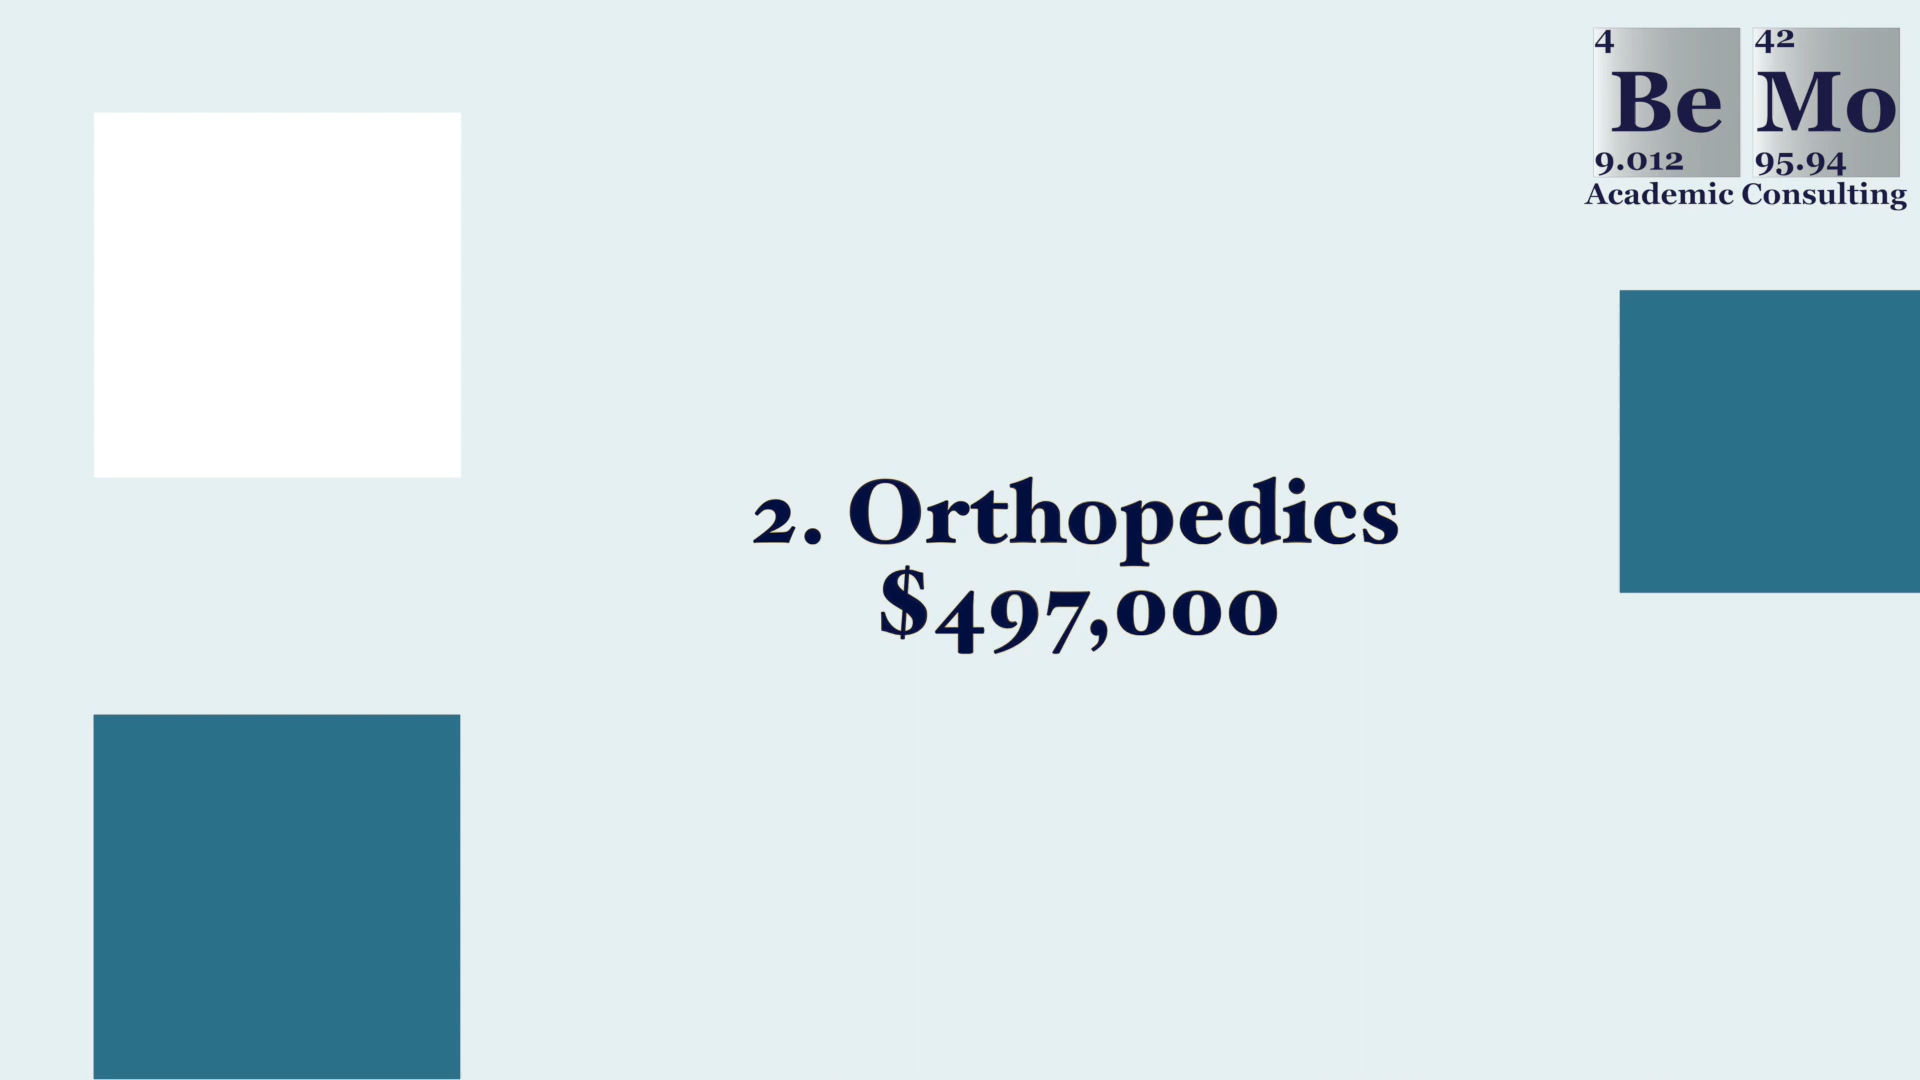 4 42
Be Mo
9.012 95.94
Academic Consulting
2. Orthopedics
$497,000